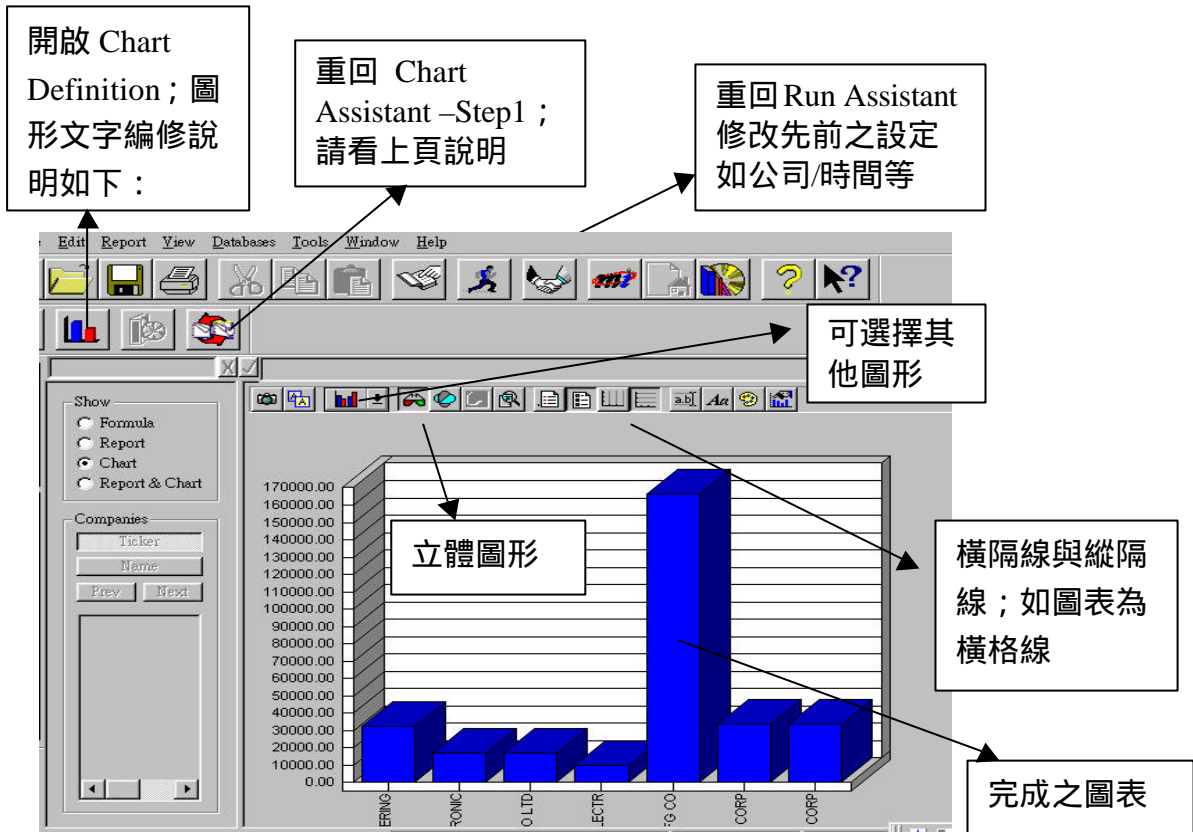 開啟 Chart
Definition；圖
形文字編修說
明如下：
重回 Chart
Assistant –Step1；
請看上頁說明
重回 Run Assistant
修改先前之設定
如公司/時間等
Edit Report View Databases Tools Window Help
可選擇其
他圖形
Show
Formula
Report
Chart
Report & Chart
Companies
Ticker
Name
Prev Next
a.b
Aa
170000.00
160000.00
150000.00
140000.00
130000.00
120000.00
110000.00
100000.00
90000.00
80000.00
70000.00
60000.00
50000.00
40000.00
30000.00
20000.00
10000.00
0.00
立體圖形
橫隔線與縱隔
線；如圖表為
橫格線
完成之圖表
ERING
RONIC
O LTD
LECTR
FG CO
CORP
CORP